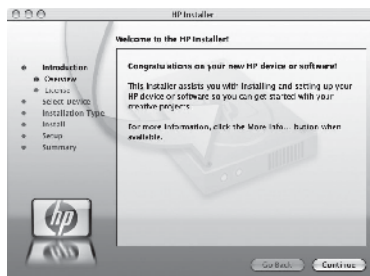 HP Installer
Welcome to the HP Installer!
Introduction
Overview
License
Select Device
Installation Type
Install
Setup
Summary
Congratulations on your new HP device or software!
This installer assists you with installing and setting up your
HP device or software so you can get started with your
creative projects.
For more information, click the More Info... button when
available.
hp
Go Back
Continue